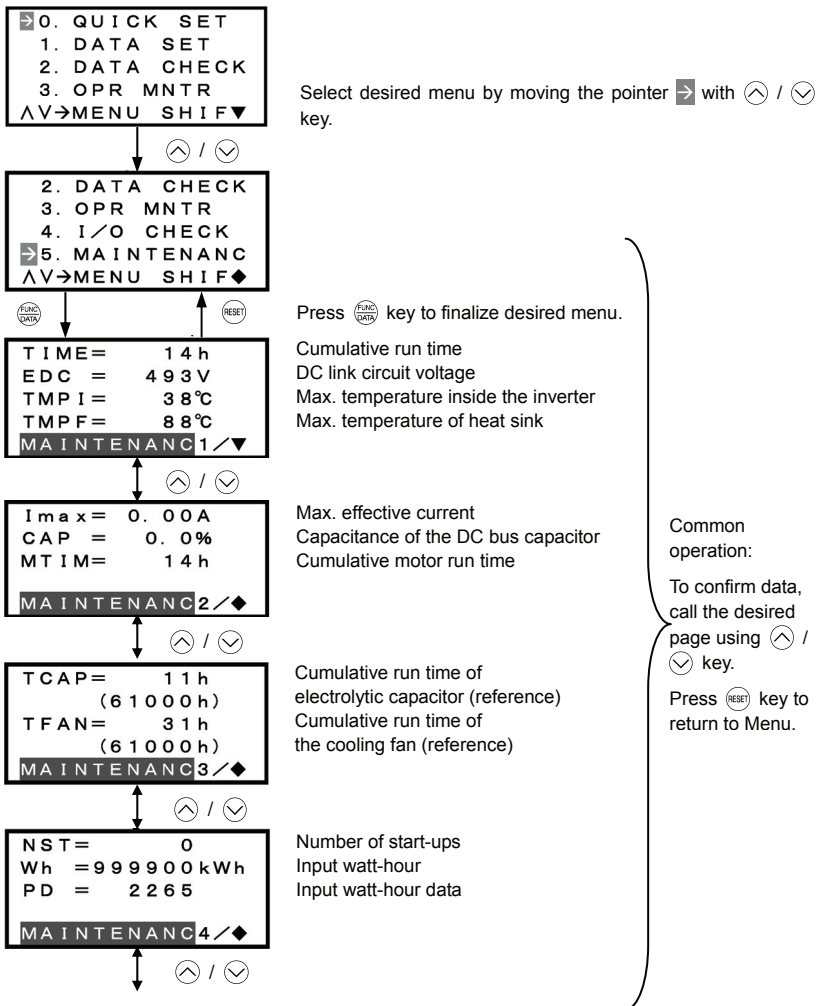 →0. QUICK SET
1. DATA SET
2. DATA CHECK
3. OPR MNTR
∧∨→MENU SHIF▼
Select desired menu by moving the pointer → with ∧ / ∨
key.
∧ / ∨
2. DATA CHECK
3. OPR MNTR
4. I/O CHECK
→5. MAINTENANC
∧∨→MENU SHIF◆
FUNC
DATA
RESET
Press FUNC DATA key to finalize desired menu.
TIME= 14h
EDC = 493V
TMPI= 38℃
TMPF= 88℃
MAINTENANC1/▼
Cumulative run time
DC link circuit voltage
Max. temperature inside the inverter
Max. temperature of heat sink
∧ / ∨
Imax= 0.00A
CAP = 0.0%
MTIM= 14h
MAINTENANC2/◆
Max. effective current
Capacitance of the DC bus capacitor
Cumulative motor run time
∧ / ∨
TCAP= 11h
(61000h)
TFAN= 31h
(61000h)
MAINTENANC3/◆
Cumulative run time of
electrolytic capacitor (reference)
Cumulative run time of
the cooling fan (reference)
∧ / ∨
NST= 0
Wh =999900kWh
PD = 2265
MAINTENANC4/◆
Number of start-ups
Input watt-hour
Input watt-hour data
∧ / ∨
Common
operation:
To confirm data,
call the desired
page using ∧ /
∨ key.
Press RESET key to
return to Menu.